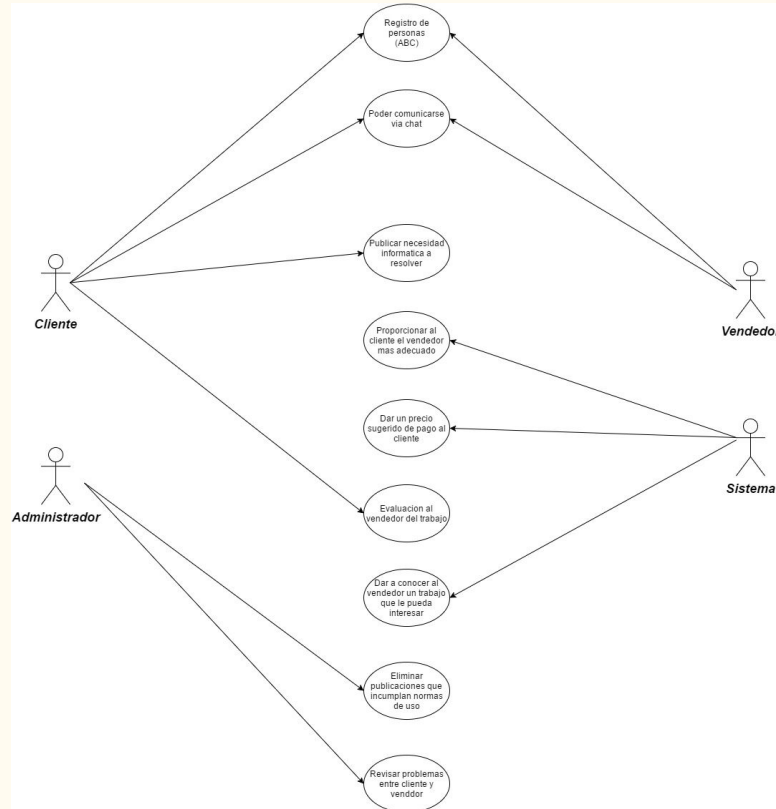 Registro de
personas
(ABC)
Poder comunicarse
via chat
Publicar necesidad
informatica a
resolver
Cliente
Vendedo
Proporcionar al
cliente el vendedor
mas adecuado
Dar un precio
sugerido de pago al
cliente
Sistema
Administrador
Evaluacion al
vendedor del trabajo
Dar a conocer al
vendedor un trabajo
que le pueda
interesar
Eliminar
publicaciones que
incumplan normas
de uso
Revisar problemas
entre cliente y
venddor